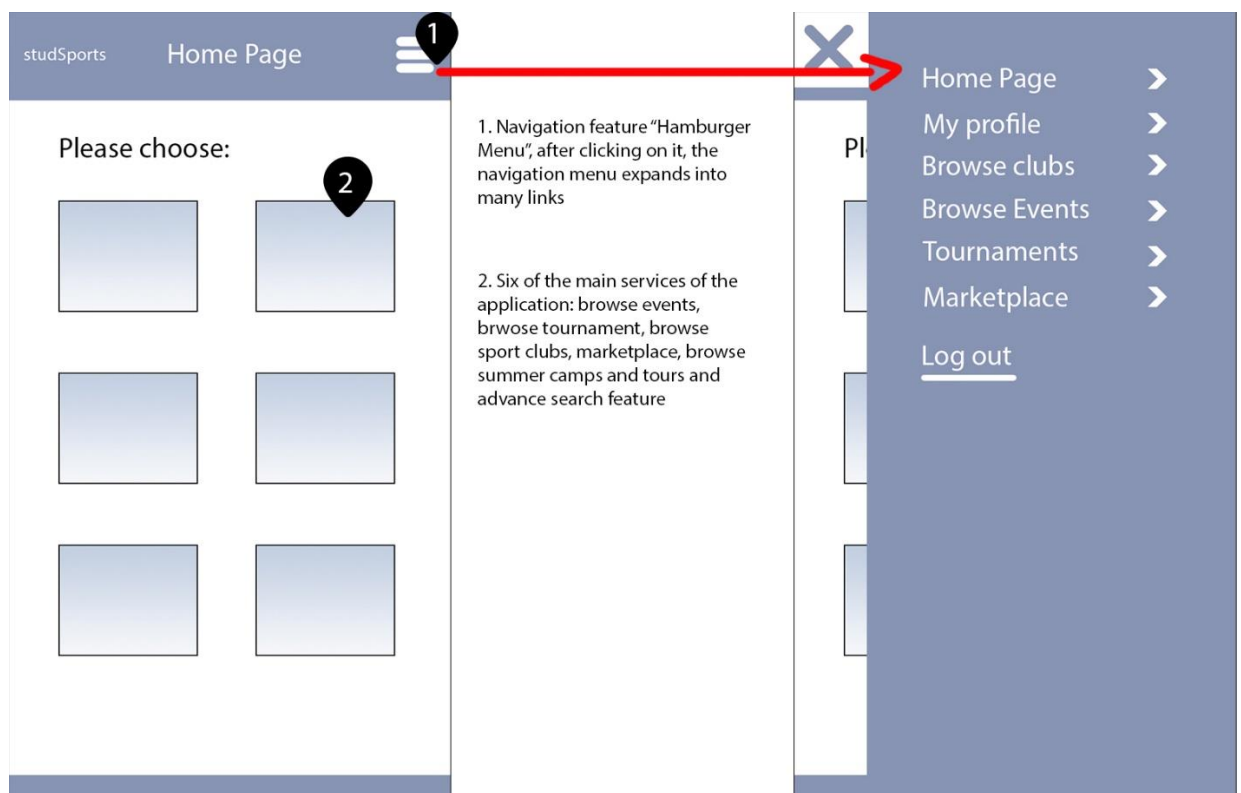 studSports
Home Page
1
Please choose:
2
1. Navigation feature “Hamburger
Menu”, after clicking on it, the
navigation menu expands into
many links
2. Six of the main services of the
application: browse events,
brwose tournament, browse
sport clubs, marketplace, browse
summer camps and tours and
advance search feature
Pl
Home Page
My profile
Browse clubs
Browse Events
Tournaments
Marketplace
Log out